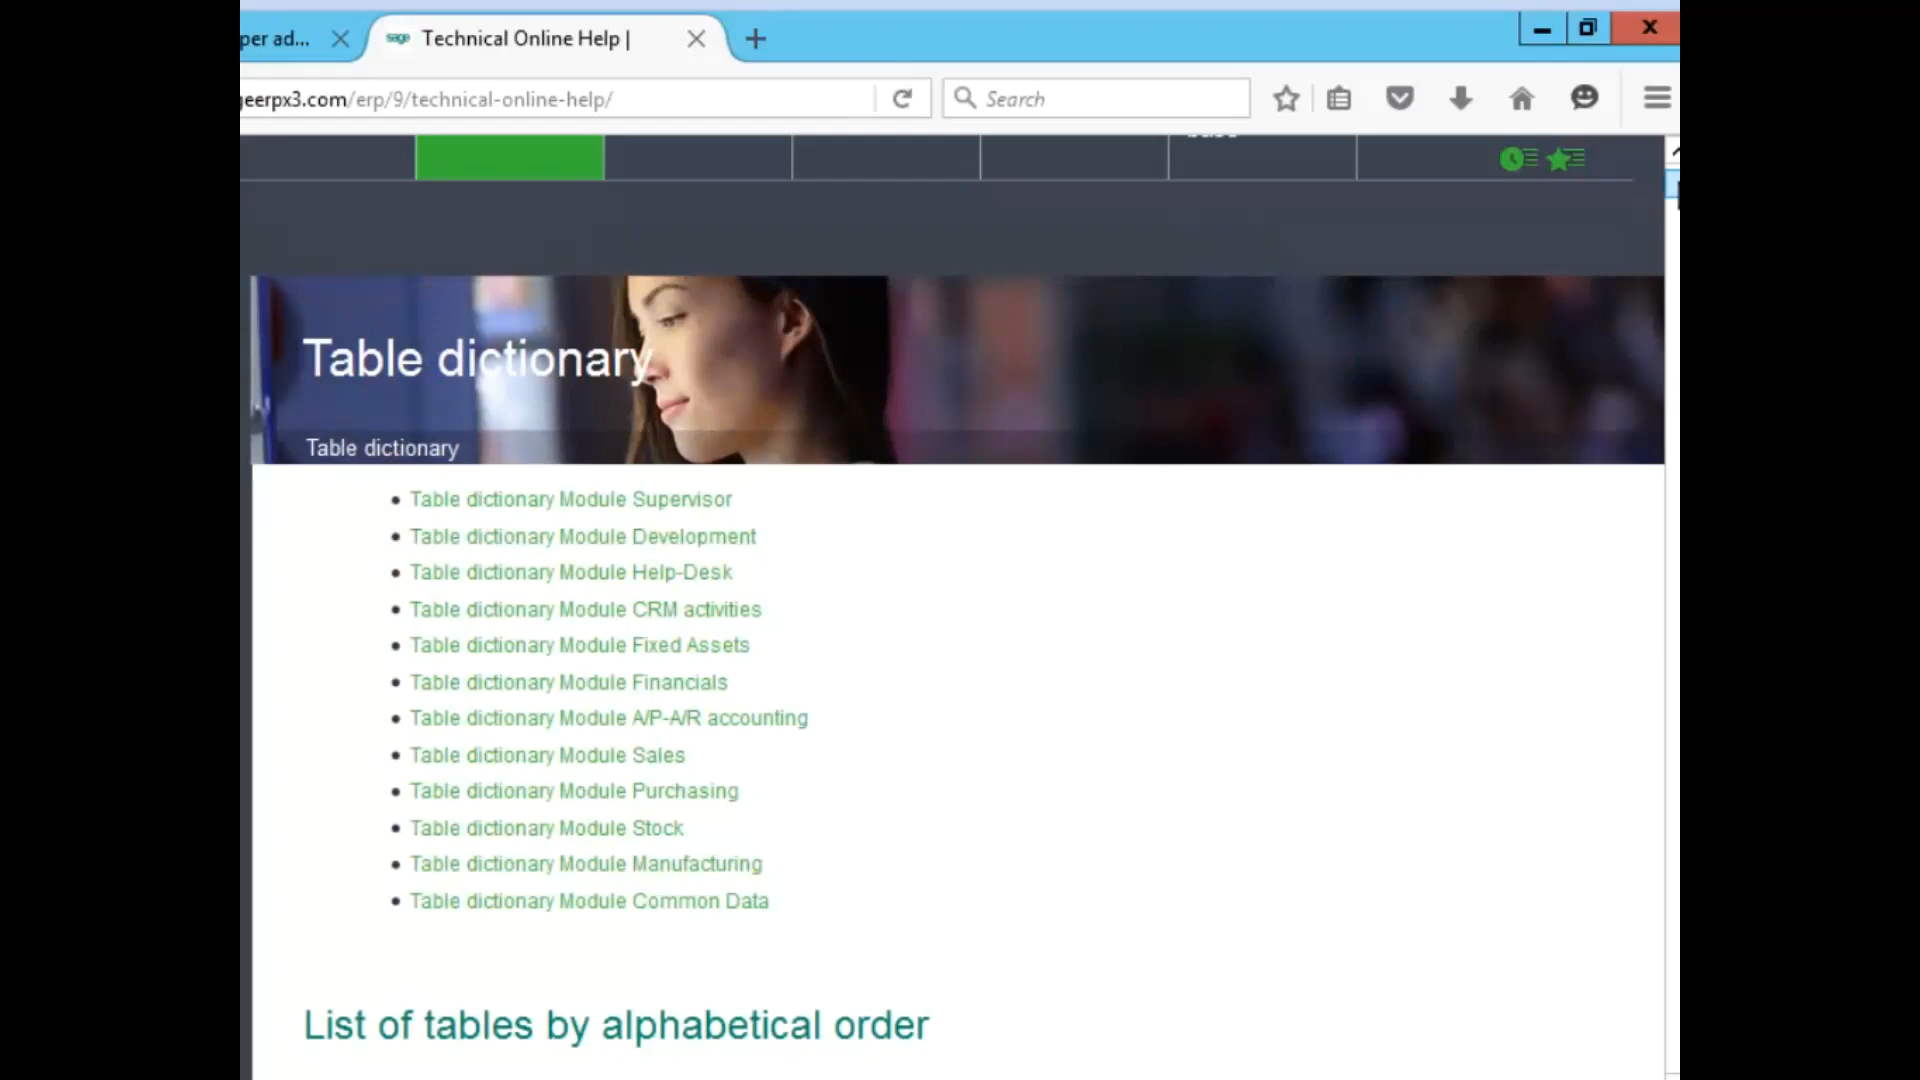 per ad...
sage Technical Online Help |
geerpx3.com/erp/9/technical-online-help/
Search
Table dictionary
Table dictionary
Table dictionary Module Supervisor
Table dictionary Module Development
Table dictionary Module Help-Desk
Table dictionary Module CRM activities
Table dictionary Module Fixed Assets
Table dictionary Module Financials
Table dictionary Module A/P-A/R accounting
Table dictionary Module Sales
Table dictionary Module Purchasing
Table dictionary Module Stock
Table dictionary Module Manufacturing
Table dictionary Module Common Data
List of tables by alphabetical order